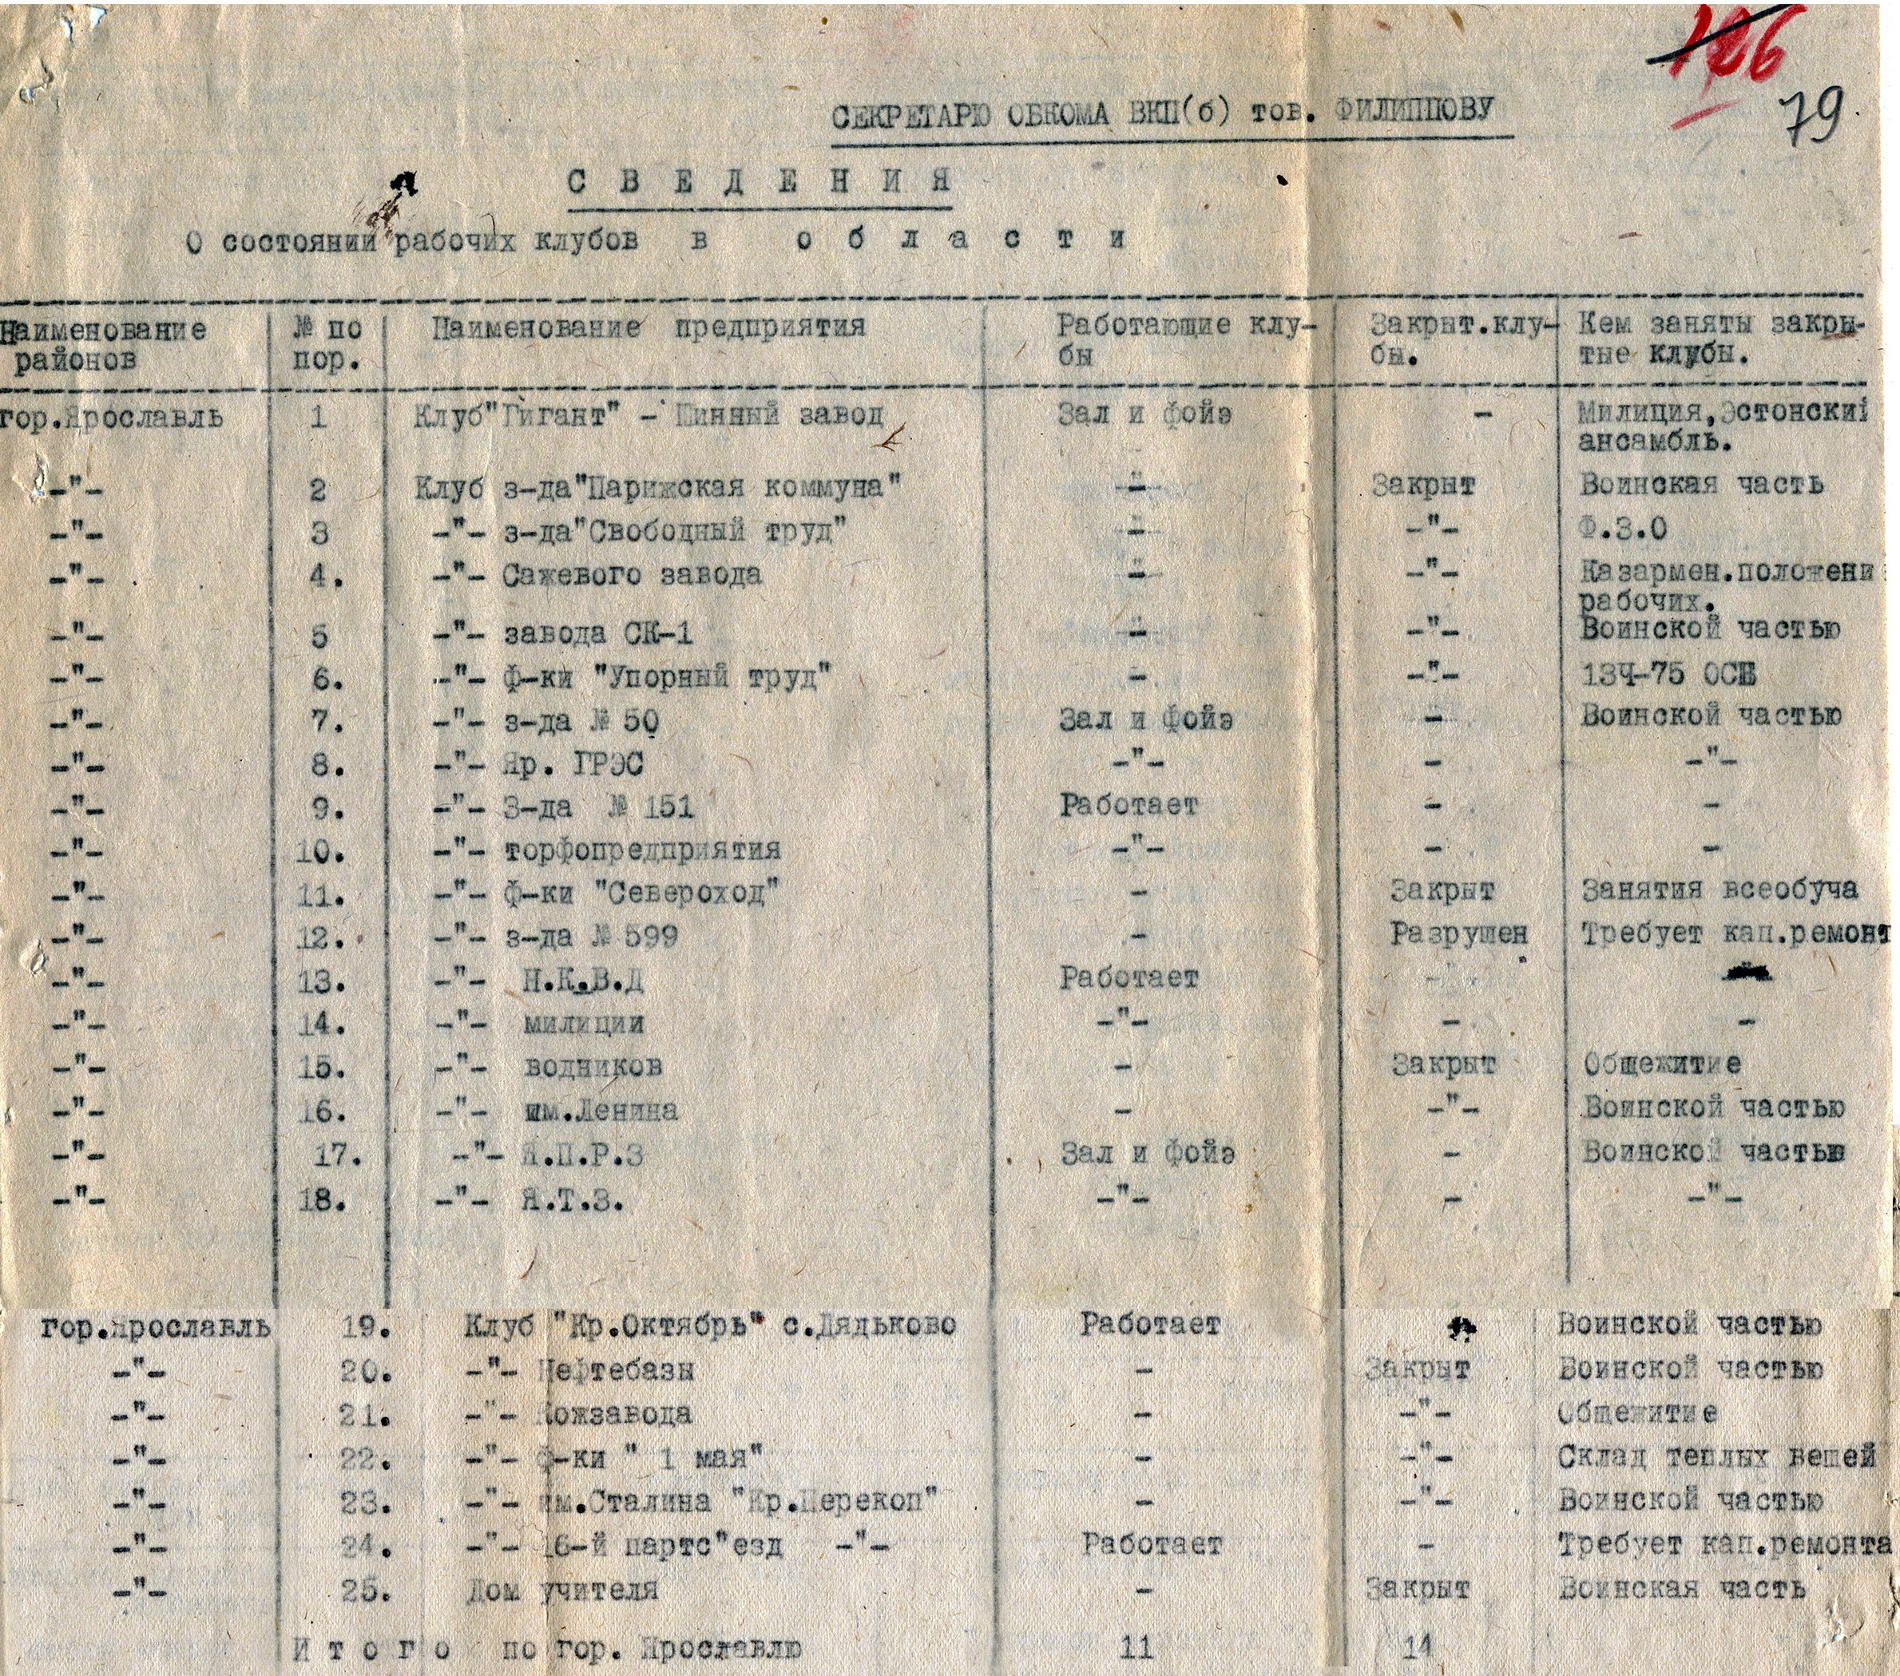 186
79
СЕКРЕТАРЮ ОБКОМА ВКП(б) тов. ФИЛИППОВУ
С В Е Д Е Н И Я
О состоянии рабочих клубов в о б л а с т и
Наименование районов № по пор. Наименование предприятия Работающие клу-бы Закрыт.клу-бы. Кем заняты закры-тые клубы.
гор.Ярославль 1 Клуб"Гигант" - Шинный завод Зал и фойэ - Милиция,Эстонский
ансамбль.
-"- 2 Клуб з-да"Парижская коммуна" - Закрыт Воинская часть
-"- 3 -"- з-да"Свободный труд" - -"- Ф.З.О
-"- 4. -"- Сажевого завода - -"- Казармен.положени
рабочих.
-"- 5 -"- завода СК-1 - -"- Воинской частью
-"- 6. -"- ф-ки "Упорный труд" - -"- 13Ч-75 ОСБ
-"- 7. -"- з-да № 50 Зал и фойэ - Воинской частью
-"- 8. -"- Яр. ГРЭС -"- - -"-
-"- 9. -"- З-да № 151 Работает - -
-"- 10. -"- торфопредприятия -"- - -
-"- 11. -"- ф-ки "Североход" - Закрыт Занятия всеобуча
-"- 12. -"- з-да № 599 - Разрушен Требует кап.ремонт
-"- 13. -"- Н.К.В.Д Работает
-"- 14. -"- милиции -"- - -
-"- 15. -"- водников - Закрыт Общежитие
-"- 16. -"- им.Ленина - -"- Воинской частью
-"- 17. -"- Я.П.Р.З Зал и фойэ - Воинской частью
-"- 18. -"- Я.Т.З. -"- - -"-
гор.Ярославль 19. Клуб "Кр.Октябрь" с.Дядьково Работает Воинской частью
-"- 20. -"- Нефтебазы - Закрыт Воинской частью
-"- 21. -"- Кожзавода - -"- Общежитие
-"- 22. -"- ф-ки " 1 мая" - -"- Склад теплых вещей
-"- 23. -"- им.Сталина "Кр.Перекоп" - -"- Воинской частью
-"- 24. -"- 16-й партс"езд -"- Работает - Требует кап.ремонта
-"- 25. Дом учителя - Закрыт Воинская часть
И т о г о по гор. Ярославлю 11 14